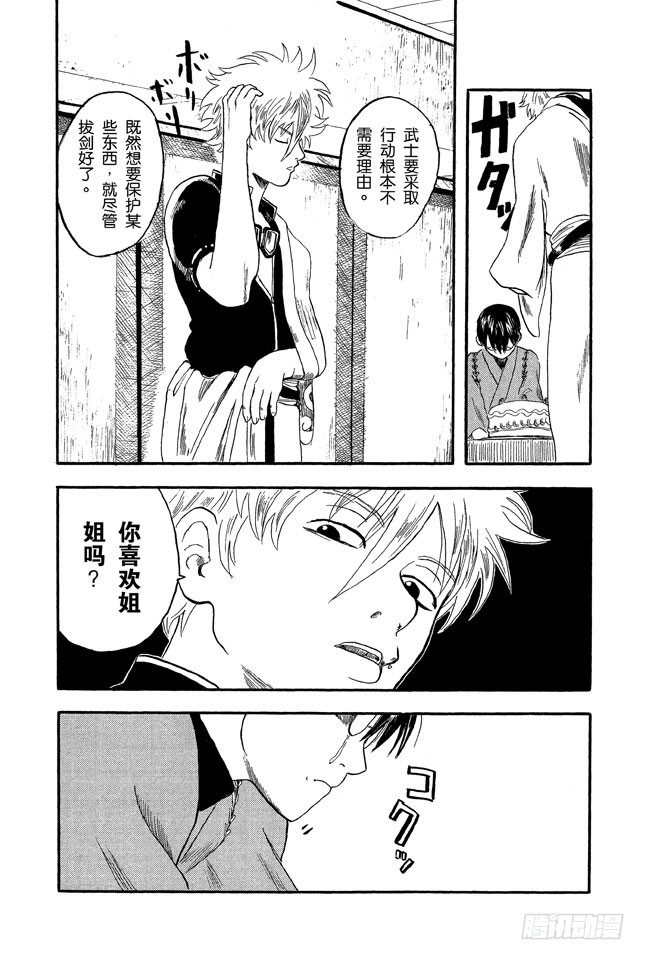 ガタッ
武士要采取
行动根本不
需要理由。
ボリ
ボリ
既然想要保护某
些东西，就尽管
拔剑好了。
你喜欢姐
姐吗？
コクッ
腾讯动漫